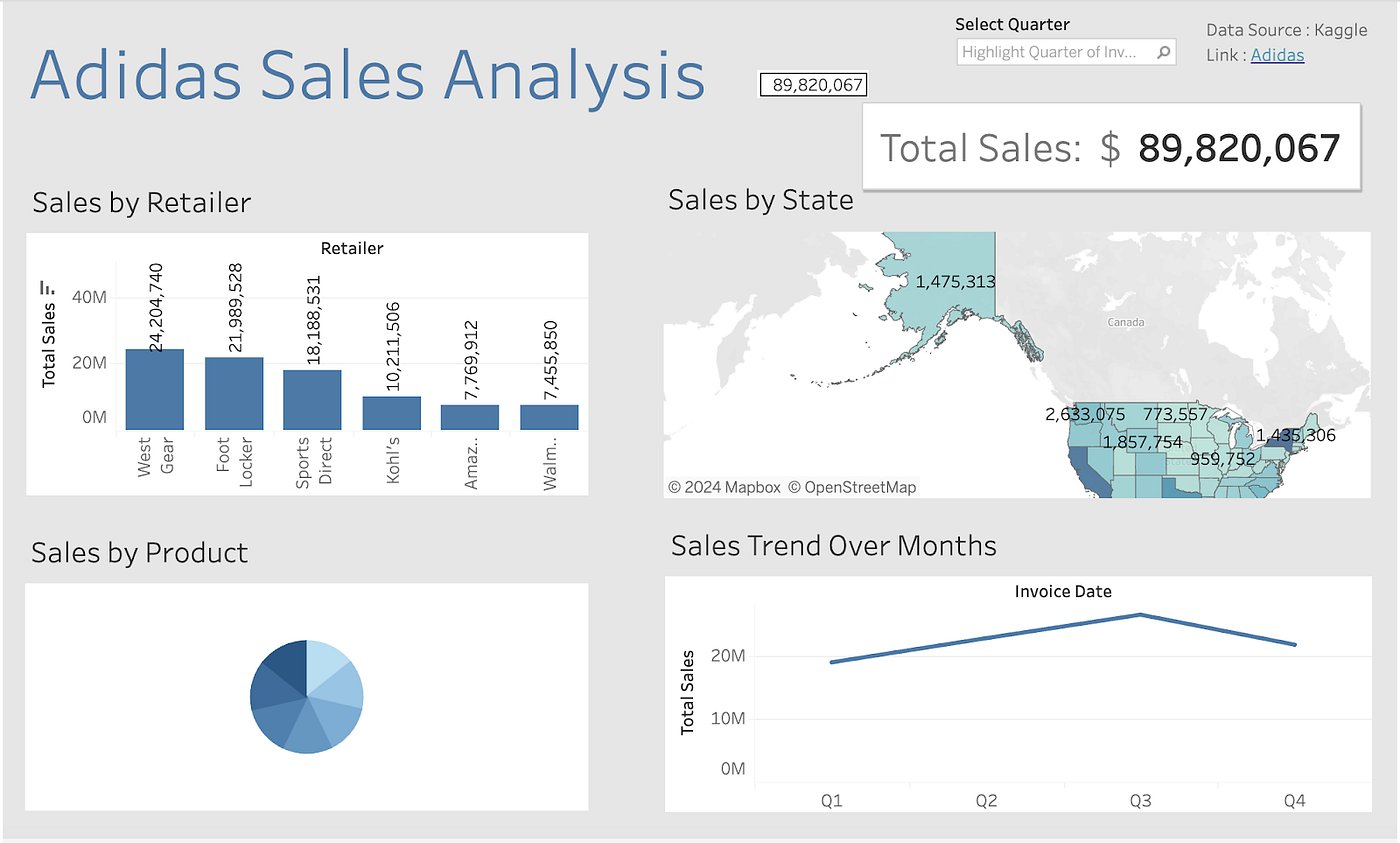 Adidas Sales Analysis
89,820,067
Select Quarter
Highlight Quarter of Inv...
Data Source : Kaggle
Link : Adidas
Total Sales: $ 89,820,067
Sales by Retailer
Retailer
Total Sales
40M
20M
0M
24,204,740
21,989,528
18,188,531
10,211,506
7,769,912
7,455,850
West
Gear
Foot
Locker
Sports
Direct
Kohl's
Amaz..
Walm..
Sales by State
1,475,313
Canada
2,633,075
773,557
1,857,754
1,435,306
959,752
© 2024 Mapbox © OpenStreetMap
Sales by Product
Sales Trend Over Months
Invoice Date
Total Sales
20M
10M
0M
Q1
Q2
Q3
Q4